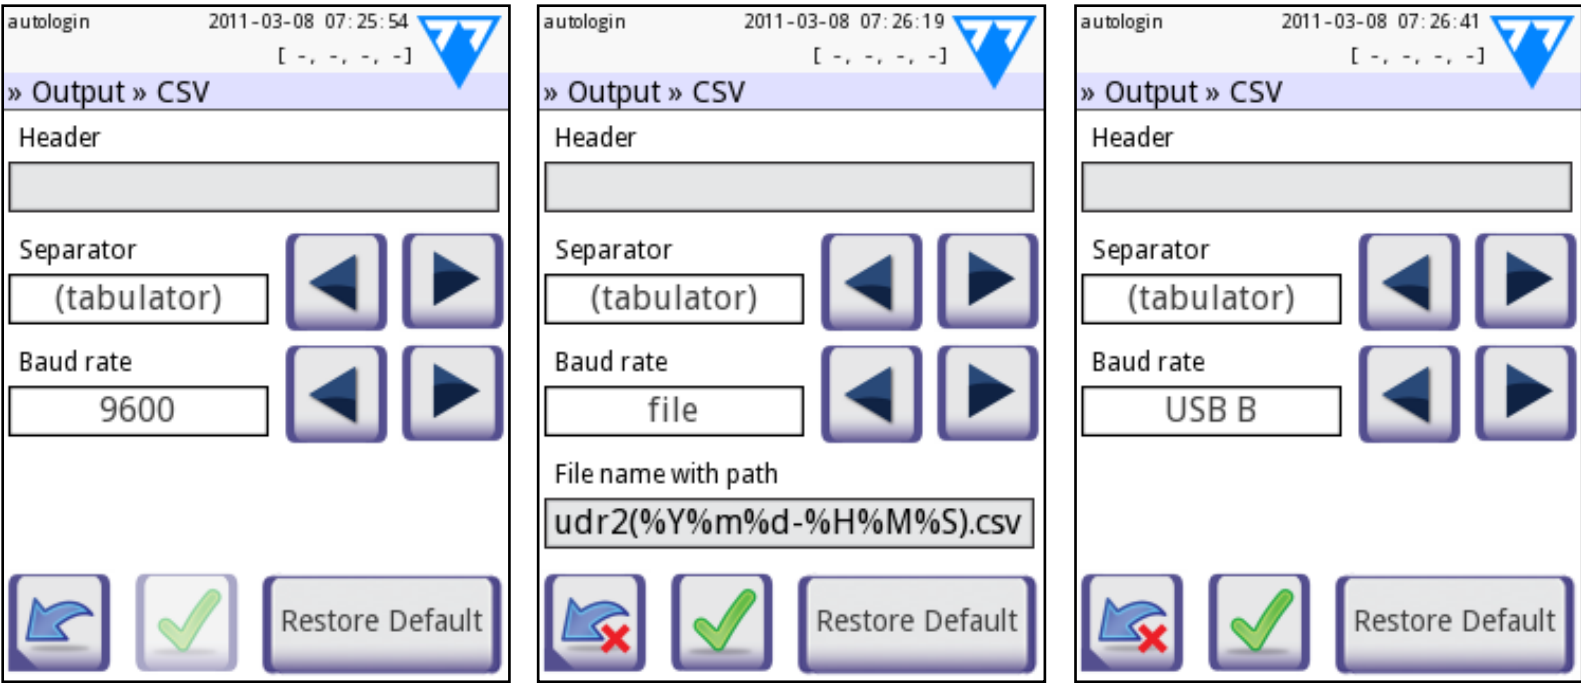 autologin 2011-03-08 07:25:54
[ -, -, -, -]
» Output » CSV
Header
Separator
(tabulator)
Baud rate
9600
Restore Default
autologin 2011-03-08 07:26:19
[ -, -, -, -]
» Output » CSV
Header
Separator
(tabulator)
Baud rate
file
File name with path
udr2(%Y%m%d-%H%M%S).csv
Restore Default
autologin 2011-03-08 07:26:41
[ -, -, -, -]
» Output » CSV
Header
Separator
(tabulator)
Baud rate
USB B
Restore Default